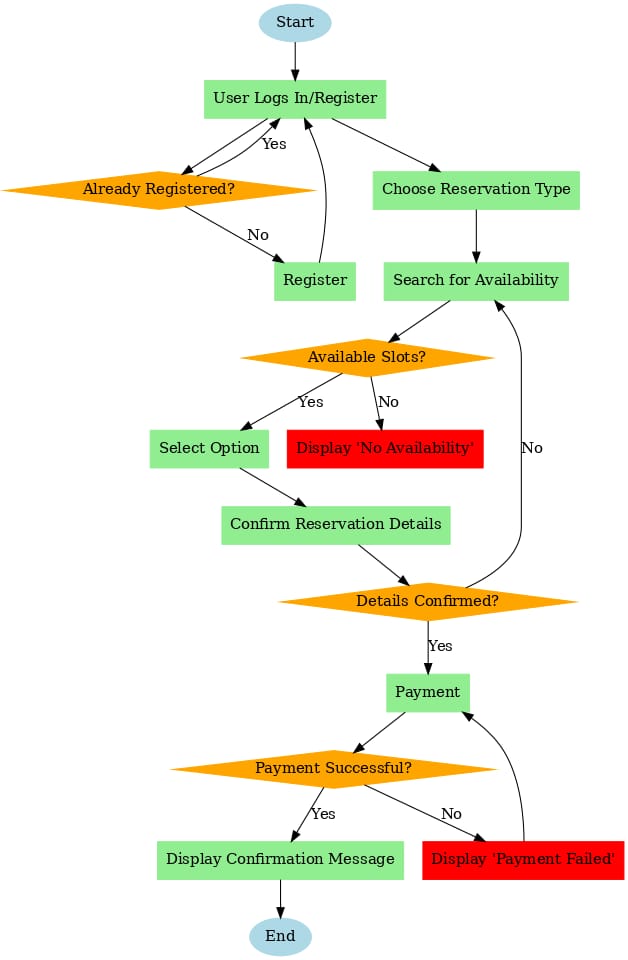 Start
User Logs In/Register
Yes
Already Registered?
Choose Reservation Type
No
Register
Search for Availability
Available Slots?
Yes
No
Select Option
Display 'No Availability'
No
Confirm Reservation Details
Details Confirmed?
Yes
Payment
Payment Successful?
Yes
No
Display Confirmation Message
Display 'Payment Failed'
End